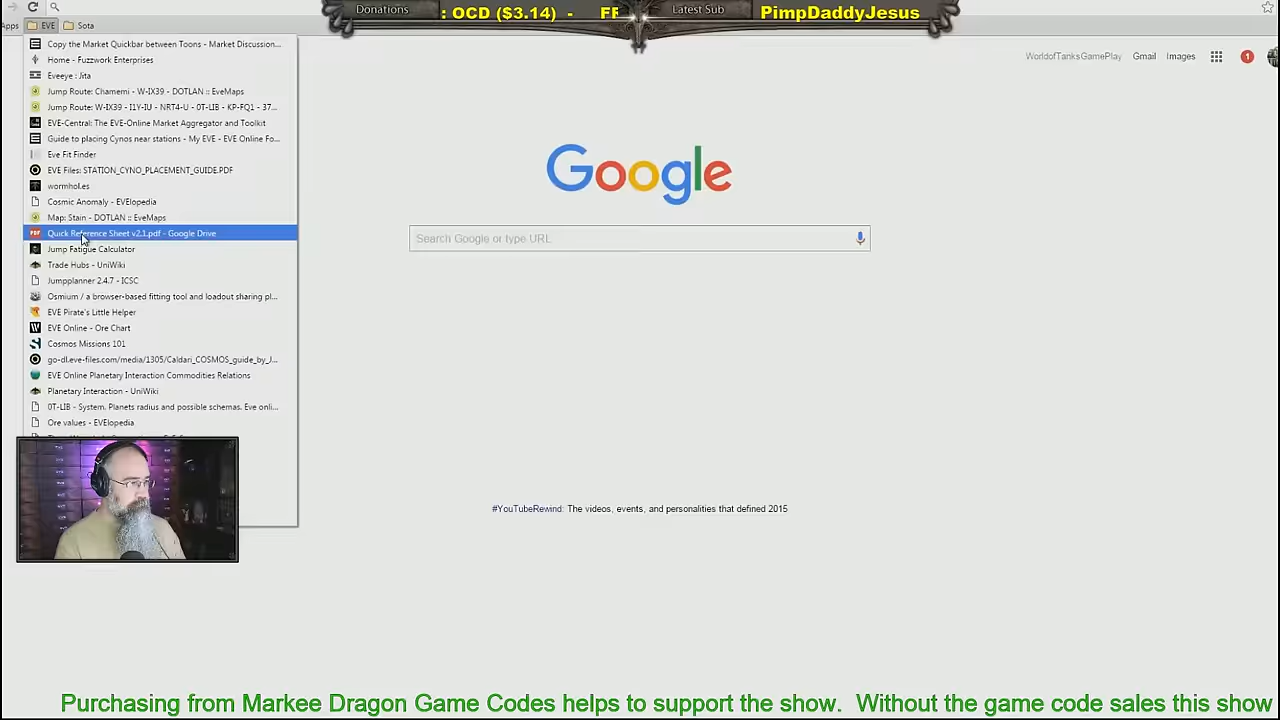 Donations
: OCD ($3.14) -
FF
Latest Sub
PimpDaddyJesus
Apps
EVE
Sota
Copy the Market Quickbar between Toons - Market Discussion...
Home - Fuzzwork Enterprises
Eveeye : Jita
Jump Route: Chamemi - W-IX39 - DOTLAN :: EveMaps
Jump Route: W-IX39 - I1Y-IU - NRT4-U - 0T-LIB - KP-FQ1 - 37...
EVE-Central: The EVE-Online Market Aggregator and Toolkit
Guide to placing Cynos near stations - My EVE - EVE Online Fo...
Eve Fit Finder
EVE Files: STATION_CYNO_PLACEMENT_GUIDE.PDF
wormhol.es
Cosmic Anomaly - EVElopedia
Map: Stain - DOTLAN :: EveMaps
Quick Reference Sheet v2.1.pdf - Google Drive
Jump Fatigue Calculator
Trade Hubs - UniWiki
Jumpplanner 2.4.7 - ICSC
Osmium / a browser-based fitting tool and loadout sharing pl...
EVE Pirate's Little Helper
EVE Online - Ore Chart
Cosmos Missions 101
go-dl.eve-files.com/media/1305/Caldari_COSMOS_guide_by_J...
EVE Online Planetary Interaction Commodities Relations
Planetary Interaction - UniWiki
0T-LIB - System. Planets radius and possible schemas. Eve onli...
Ore values - EVElopedia
WorldofTanksGamePlay
Gmail
Images
1
Google
Search Google or type URL
#YouTubeRewind: The videos, events, and personalities that defined 2015
Purchasing from Markee Dragon Game Codes helps to support the show. Without the game code sales this show